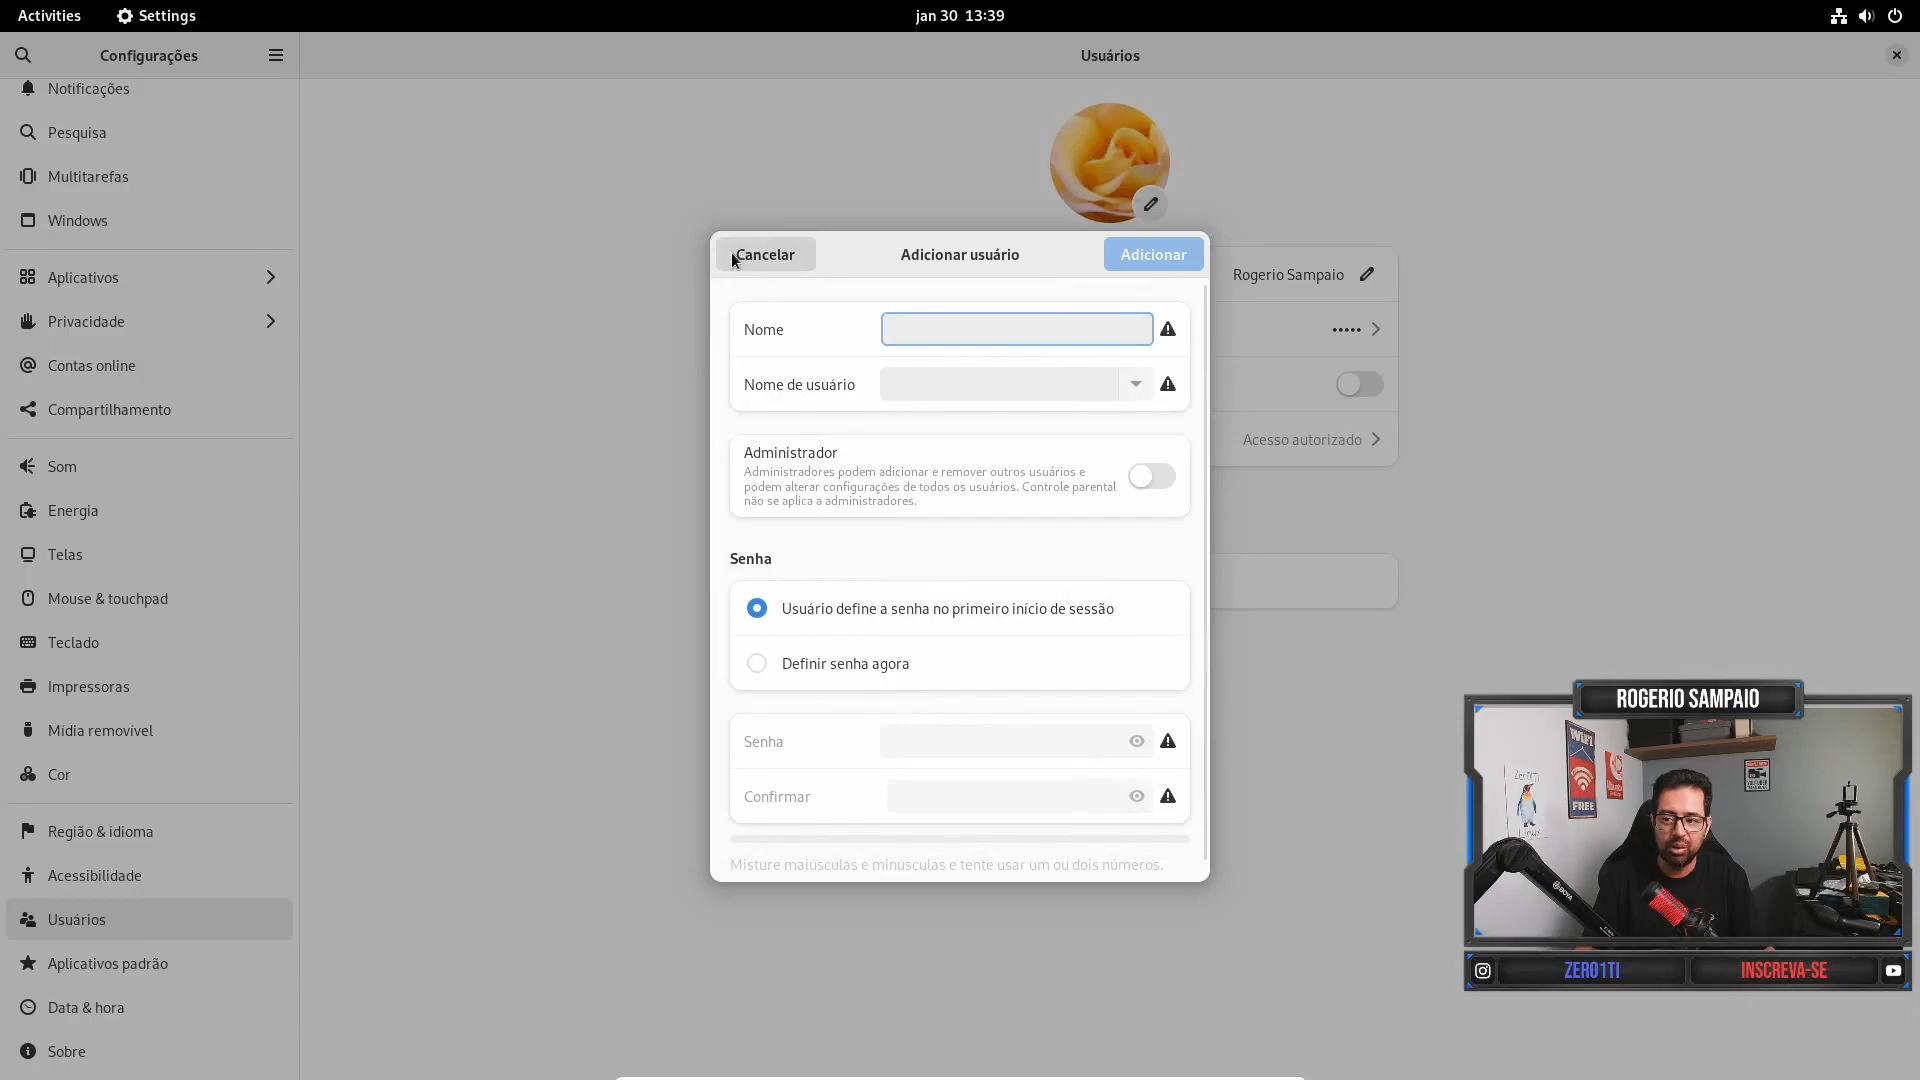 Activities
Settings
jan 30 13:39
Configurações
Usuários
Notificações
Pesquisa
Multitarefas
Windows
Aplicativos
Privacidade
Contas online
Compartilhamento
Som
Energia
Telas
Mouse & touchpad
Teclado
Impressoras
Mídia removível
Cor
Região & idioma
Acessibilidade
Usuários
Aplicativos padrão
Data & hora
Sobre
Cancelar
Adicionar usuário
Adicionar
Nome
Nome de usuário
Administrador
Administradores podem adicionar e remover outros usuários e
podem alterar configurações de todos os usuários. Controle parental
não se aplica a administradores.
Senha
Usuário define a senha no primeiro início de sessão
Definir senha agora
Senha
Confirmar
Misture maiúsculas e minúsculas e tente usar um ou dois números.
Rogerio Sampaio
•••••
Acesso autorizado
ROGERIO SAMPAIO
WiFi
FREE
Zer01Ti
Linux
BOYA
ZERO1TI
INSCREVA-SE